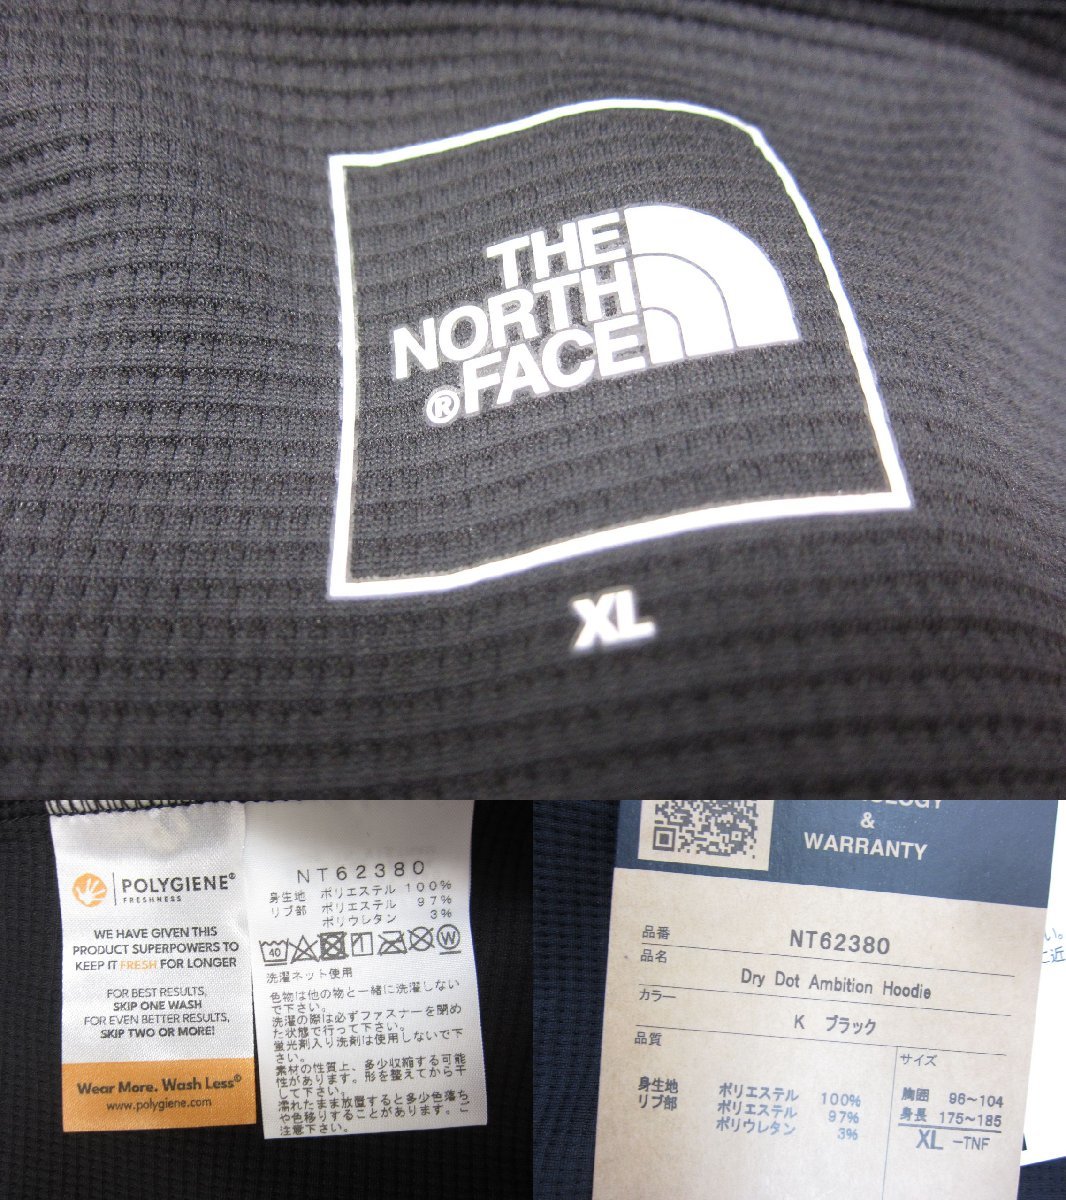 THE
NORTH
®FACE
XL
POLYGIENE®
FRESHNESS
WE HAVE GIVEN THIS
PRODUCT SUPERPOWERS TO
KEEP IT FRESH FOR LONGER
FOR BEST RESULTS,
SKIP ONE WASH
FOR EVEN BETTER RESULTS,
SKIP TWO OR MORE!
Wear More. Wash Less®
www.polygiene.com
NT62380
身生地 ポリエステル 100%
リブ部 ポリエステル 97%
ポリウレタン 3%
40
W
洗濯ネット使用
色物は他の物と一緒に洗濯しない
で下さい。
洗濯の際は必ずファスナーを閉め
た状態で行って下さい。
蛍光剤入り洗剤は使用しないで下
さい。
素材の性質上、多少収縮する可能
性があります。形を整えてから干
して下さい。
濡れたまま放置すると多少色落ち
や色移りすることがあります。ご
注意下さい。
&
WARRANTY
品番 NT62380
品名
Dry Dot Ambition Hoodie
カラー
K ブラック
品質
身生地 ポリエステル 100%
リブ部 ポリエステル 97%
ポリウレタン 3%
サイズ
胸囲 96~104
身長 175~185
XL -TNF